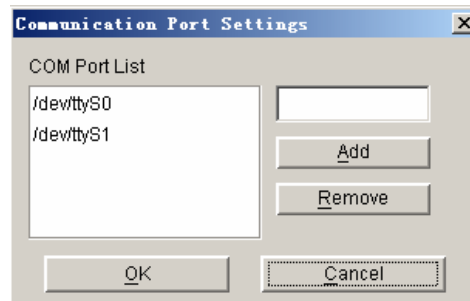 Communication Port Settings
COM Port List
/dev/ttyS0
/dev/ttyS1
Add
Remove
OK
Cancel